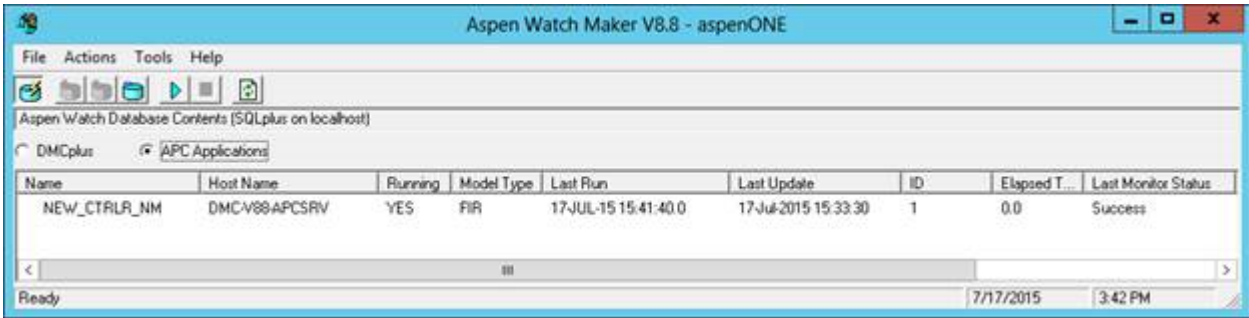 Aspen Watch Maker V8.8 - aspenONE
File Actions Tools Help
Aspen Watch Database Contents (SQLplus on localhost)
DMCplus APC Applications
Name Host Name Running Model Type Last Run Last Update ID Elapsed T... Last Monitor Status
NEW_CTRLR_NM DMC-V88-APCSRV YES FIR 17-JUL-15 15:41:40.0 17-Jul-2015 15:33:30 1 0.0 Success
Ready 7/17/2015 3:42 PM